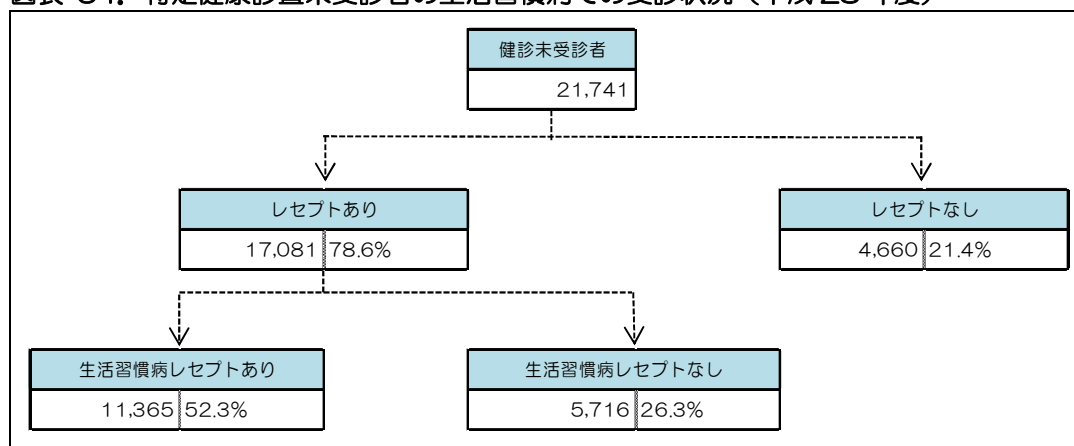 健診未受診者
21,741
レセプトあり
レセプトなし
17,081 78.6%
4,660 21.4%
生活習慣病レセプトあり
生活習慣病レセプトなし
11,365 52.3%
5,716 26.3%